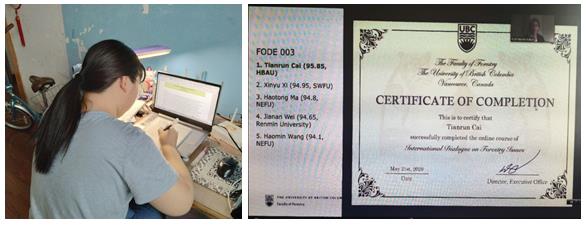 FODE 003
1. Tianrun Cai (95.85,
HBAU)
2. Xinyu Xi (94.95, SWFU)
3. Haotong Ma (94.8,
NEFU)
4. Jianan Wei (94.65,
Renmin University)
5. Haomin Wang (94.1,
NEFU)
THE UNIVERSITY OF BRITISH COLUM
Faculty of Forestry
UBC
The Faculty of Forestry
The University of British Columbia
Vancouver, Canada
CERTIFICATE OF COMPLETION
This is to certify that
Tianrun Cai
successfully completed the online course of
International Dialogue on Forestry Issues
May 21st, 2020
Date
Director, Executive Office